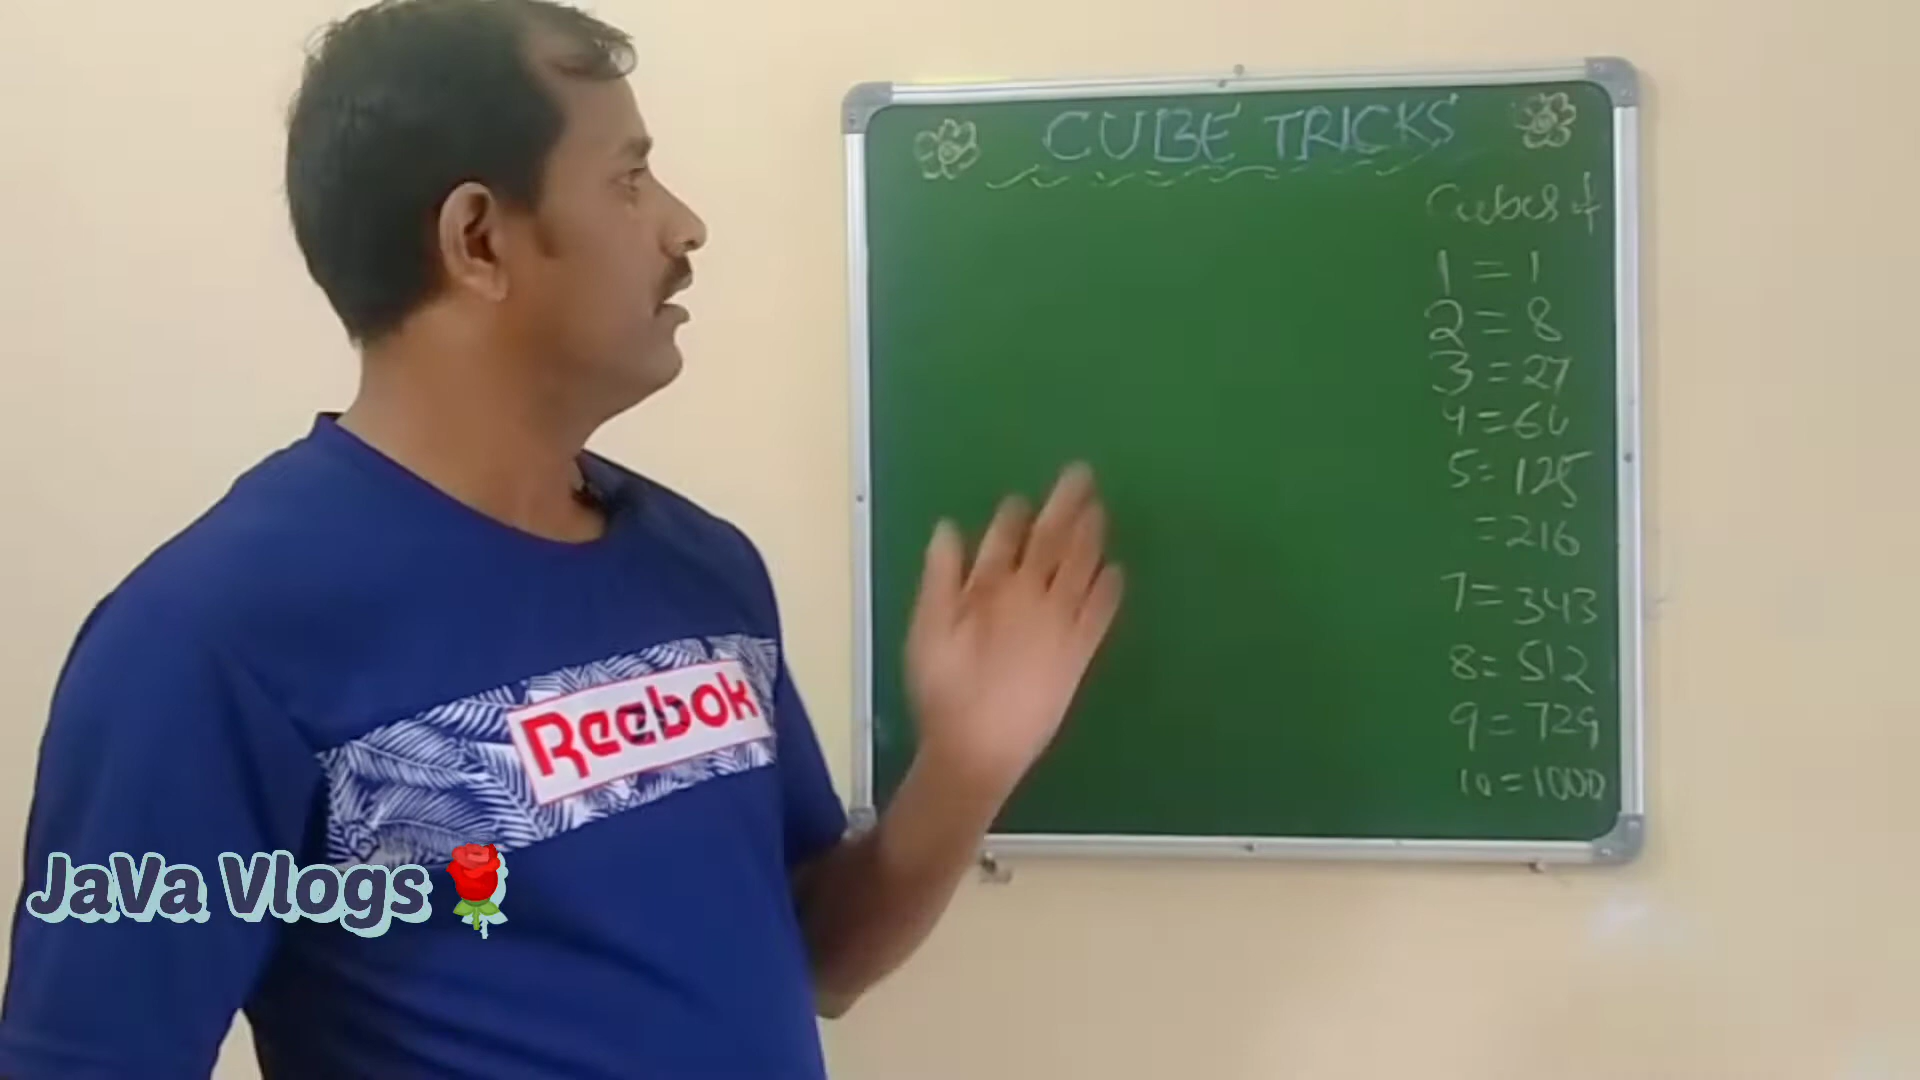 CUBE TRICKS
Cubes of
1 = 1
2 = 8
3 = 27
4 = 64
5 = 125
= 216
7 = 343
8 = 512
9 = 729
10 = 1000
Reebok
JaVa Vlogs